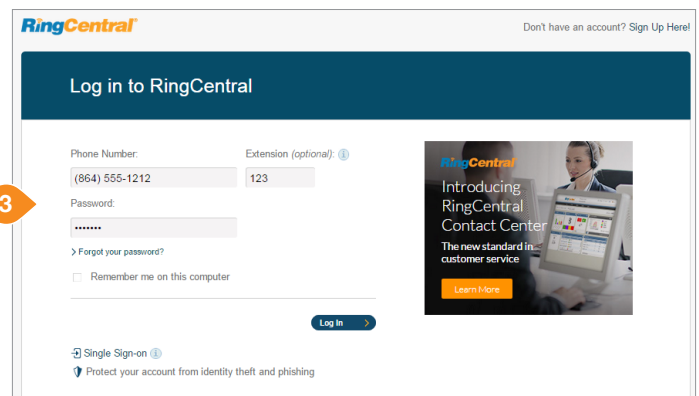 RingCentral®
Don't have an account? Sign Up Here!
Log in to RingCentral
Phone Number:
Extension (optional): i
(864) 555-1212
123
3
Password:
•••••••
> Forgot your password?
Remember me on this computer
Log In >
Single Sign-on i
Protect your account from identity theft and phishing
RingCentral
Introducing
RingCentral
Contact Center
The new standard in
customer service
Learn More